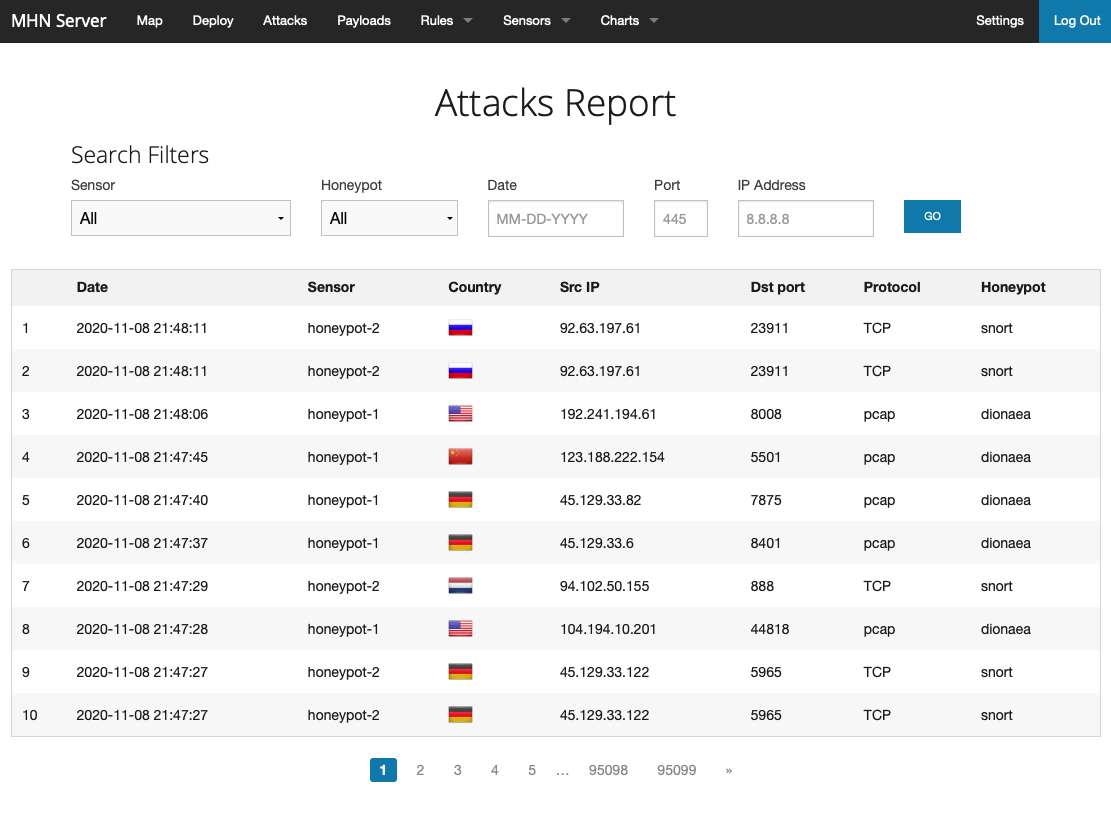 MHN Server Map Deploy Attacks Payloads Rules Sensors Charts Settings Log Out
Attacks Report
Search Filters
Sensor Honeypot Date Port IP Address
All All MM-DD-YYYY 445 8.8.8.8 GO
Date Sensor Country Src IP Dst port Protocol Honeypot
1 2020-11-08 21:48:11 honeypot-2 92.63.197.61 23911 TCP snort
2 2020-11-08 21:48:11 honeypot-2 92.63.197.61 23911 TCP snort
3 2020-11-08 21:48:06 honeypot-1 192.241.194.61 8008 pcap dionaea
4 2020-11-08 21:47:45 honeypot-1 123.188.222.154 5501 pcap dionaea
5 2020-11-08 21:47:40 honeypot-1 45.129.33.82 7875 pcap dionaea
6 2020-11-08 21:47:37 honeypot-1 45.129.33.6 8401 pcap dionaea
7 2020-11-08 21:47:29 honeypot-2 94.102.50.155 888 TCP snort
8 2020-11-08 21:47:28 honeypot-1 104.194.10.201 44818 pcap dionaea
9 2020-11-08 21:47:27 honeypot-2 45.129.33.122 5965 TCP snort
10 2020-11-08 21:47:27 honeypot-2 45.129.33.122 5965 TCP snort
1 2 3 4 5 … 95098 95099 »